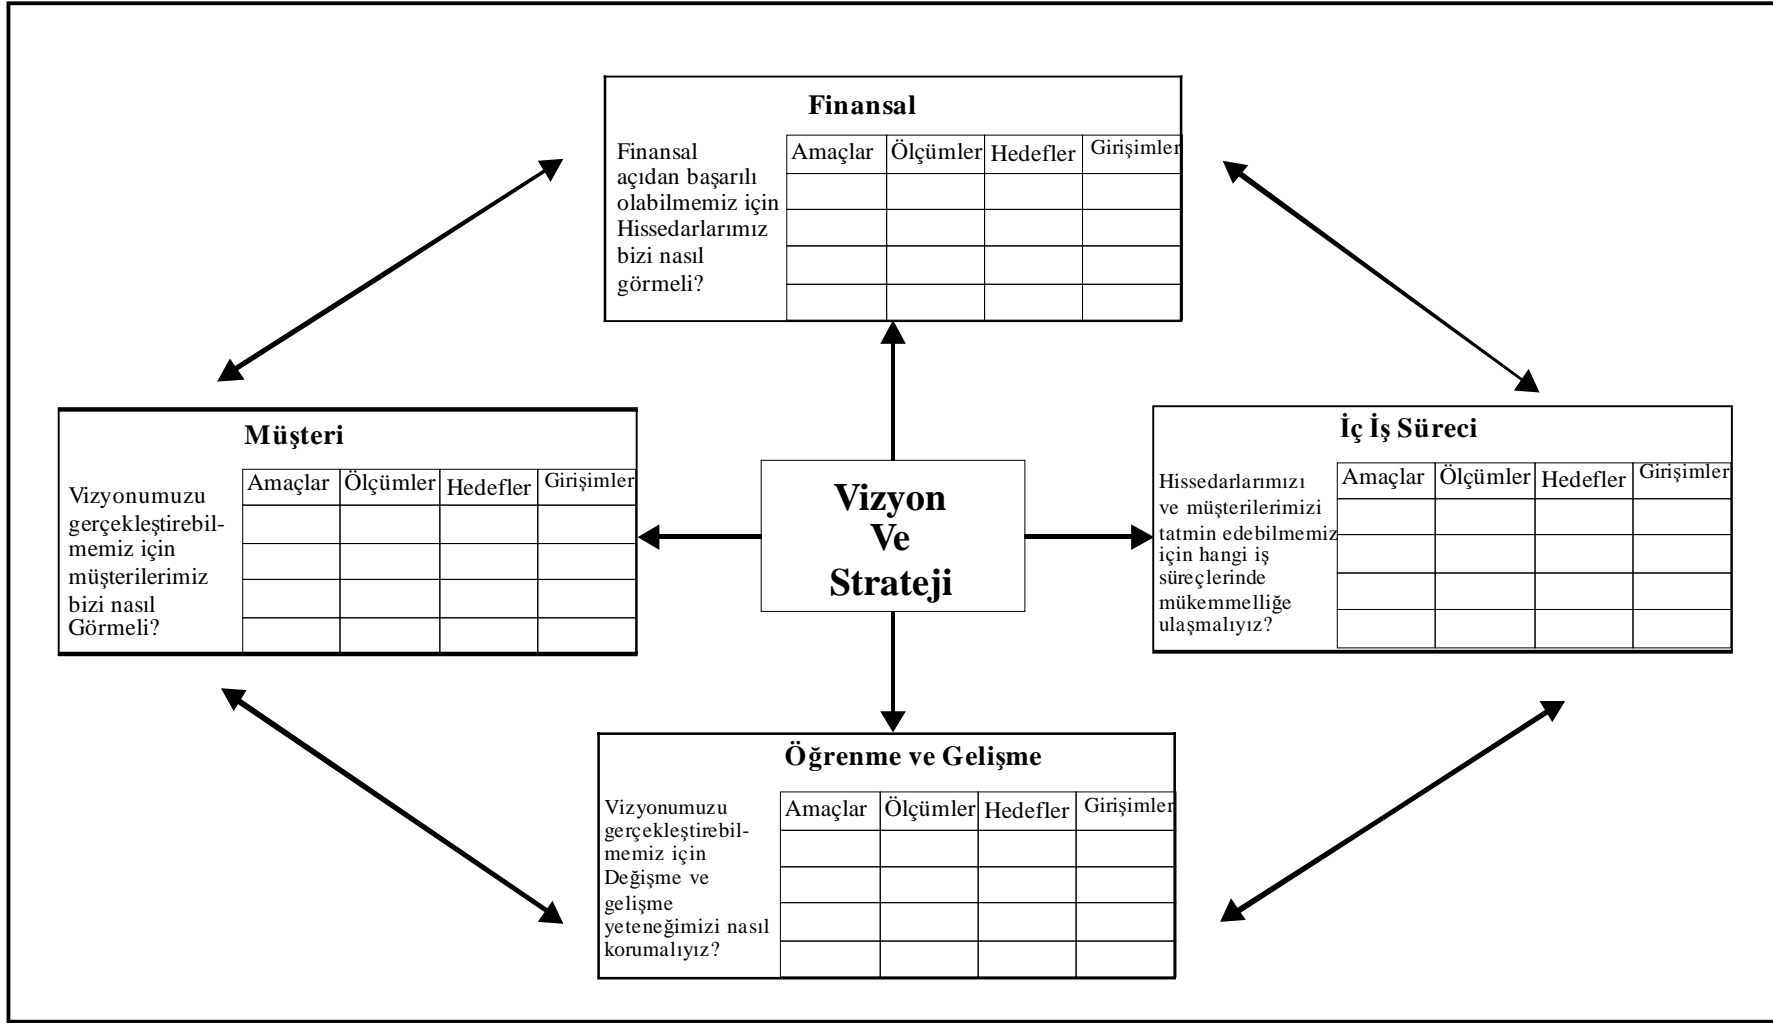 Finansal
Finansal
açıdan başarılı
olabilmemiz için
Hissedarlarımız
bizi nasıl
görmeli?
Amaçlar Ölçümler Hedefler Girişimler
Müşteri
Vizyonumuzu
gerçekleştirebil-
memiz için
müşterilerimiz
bizi nasıl
Görmeli?
Amaçlar Ölçümler Hedefler Girişimler
Vizyon
Ve
Strateji
İç İş Süreci
Hissedarlarımızı
ve müşterilerimizi
tatmin edebilmemiz
için hangi iş
süreçlerinde
mükemmelliğe
ulaşmalıyız?
Amaçlar Ölçümler Hedefler Girişimler
Öğrenme ve Gelişme
Vizyonumuzu
gerçekleştirebil-
memiz için
Değişme ve
gelişme
yeteneğimizi nasıl
korumalıyız?
Amaçlar Ölçümler Hedefler Girişimler